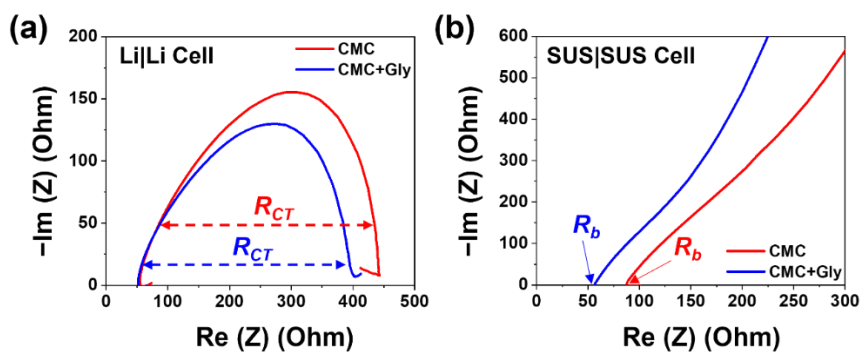 (a)
Li|Li Cell
CMC
CMC+Gly
R_CT
R_CT
200
150
100
50
0
0 100 200 300 400 500
–Im (Z) (Ohm)
Re (Z) (Ohm)
(b)
SUS|SUS Cell
R_b
R_b
CMC
CMC+Gly
600
500
400
300
200
100
0
0 50 100 150 200 250 300
–Im (Z) (Ohm)
Re (Z) (Ohm)